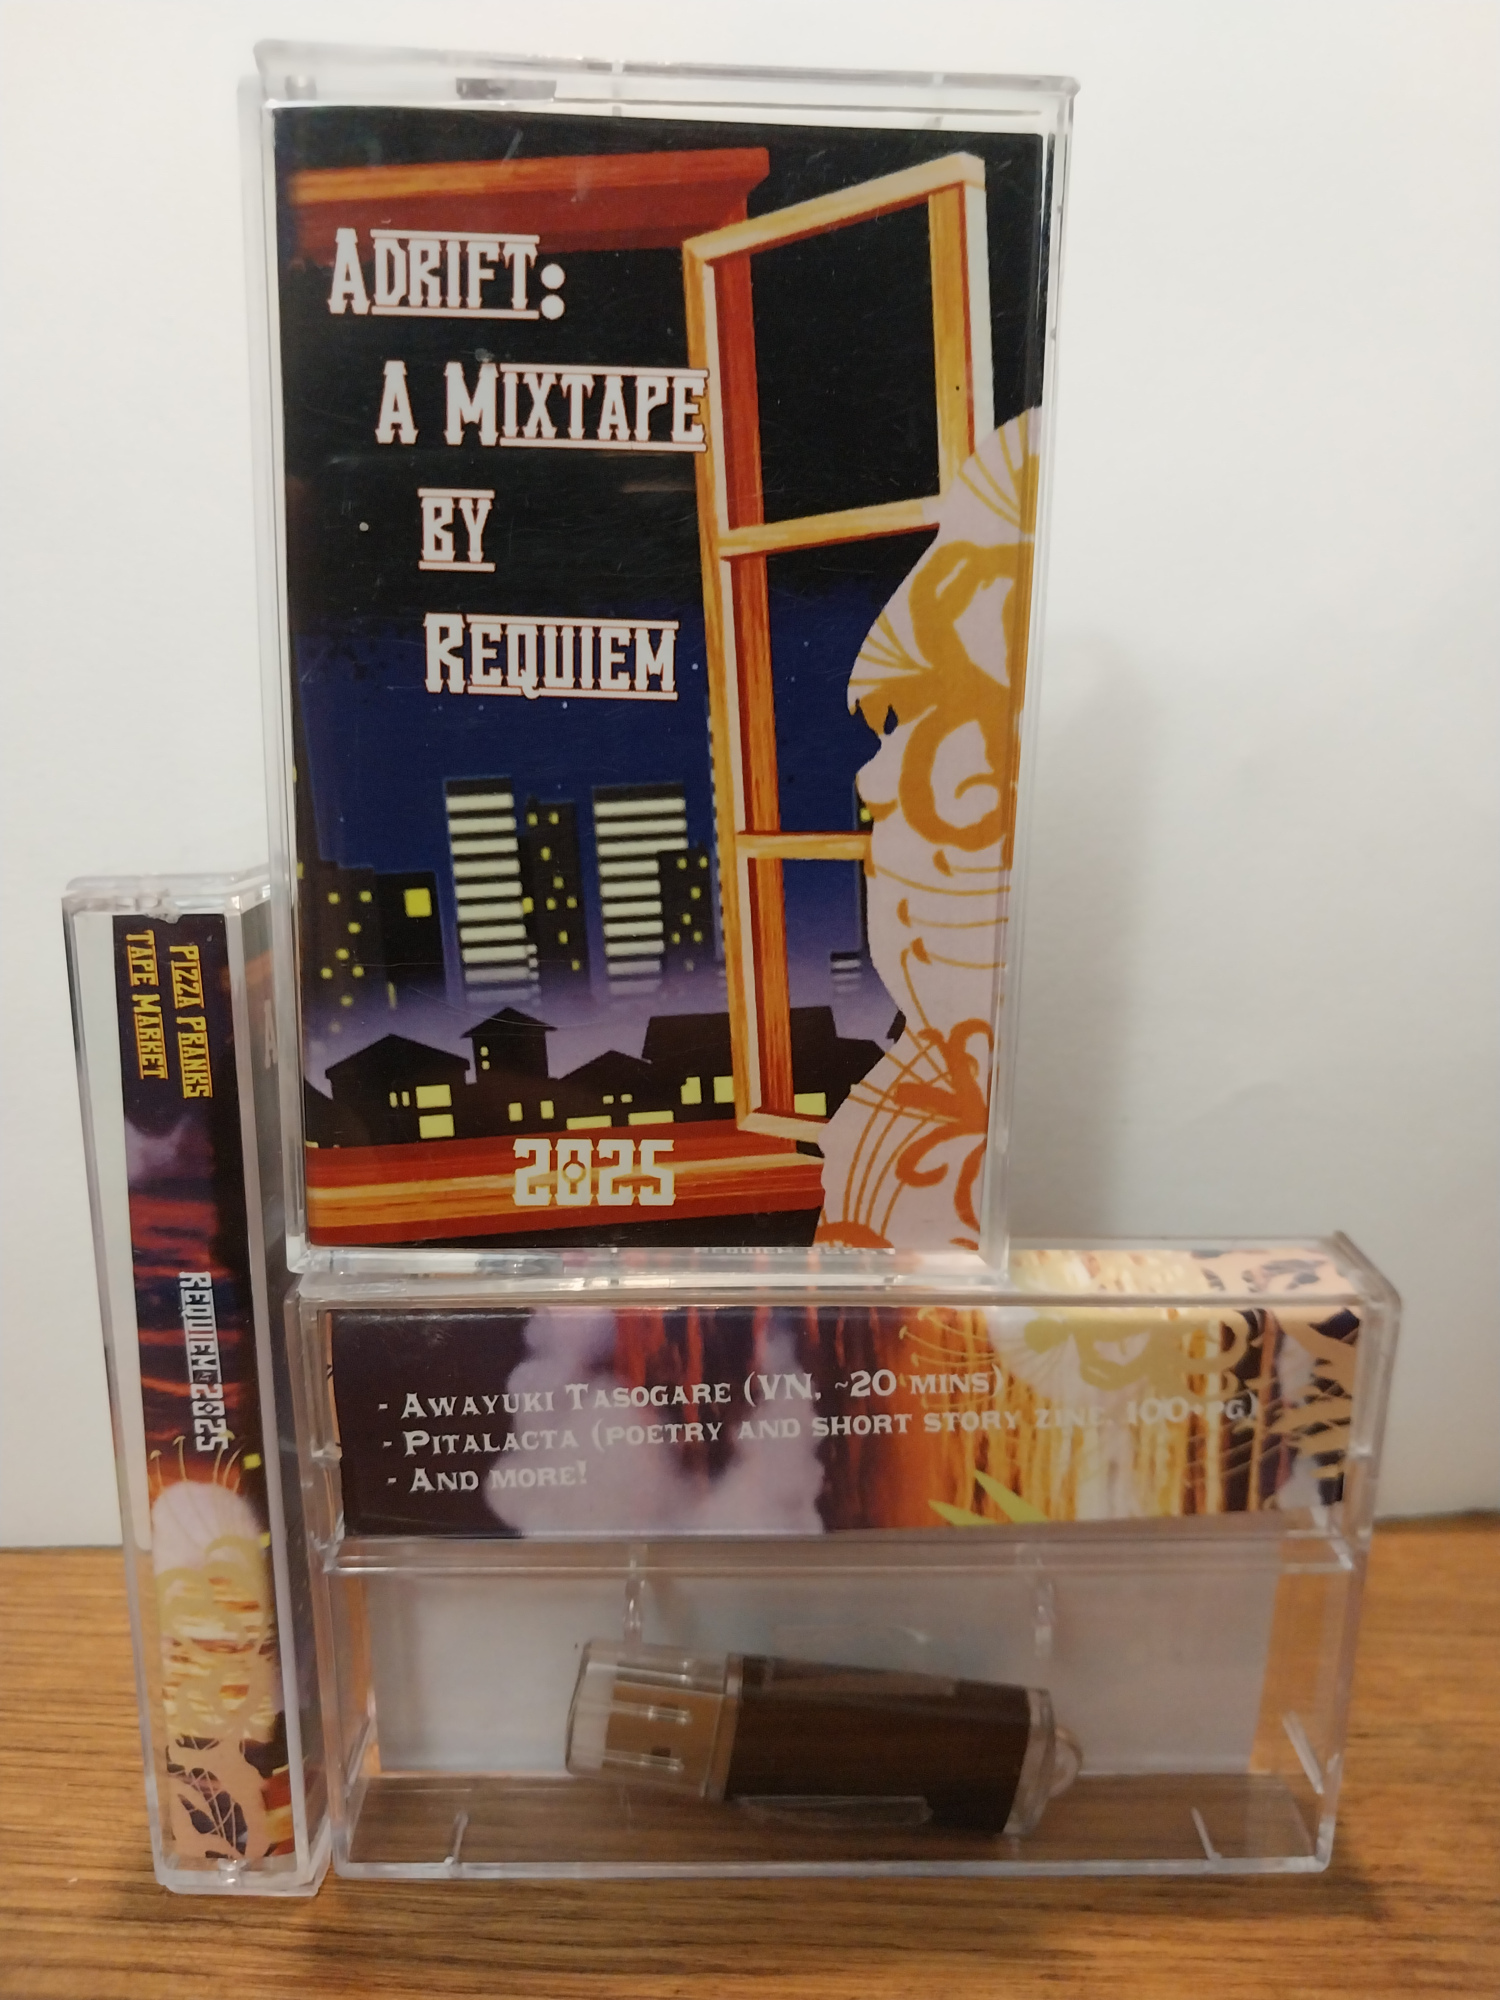 Adrift:
A Mixtape
by
Requiem
2025
Pizza Pranks
Tape Market
Requiem 2025
- Awayuki Tasogare (VN, ~20 mins)
- Pitalacta (poetry and short story zine, 100+ pg)
- And more!